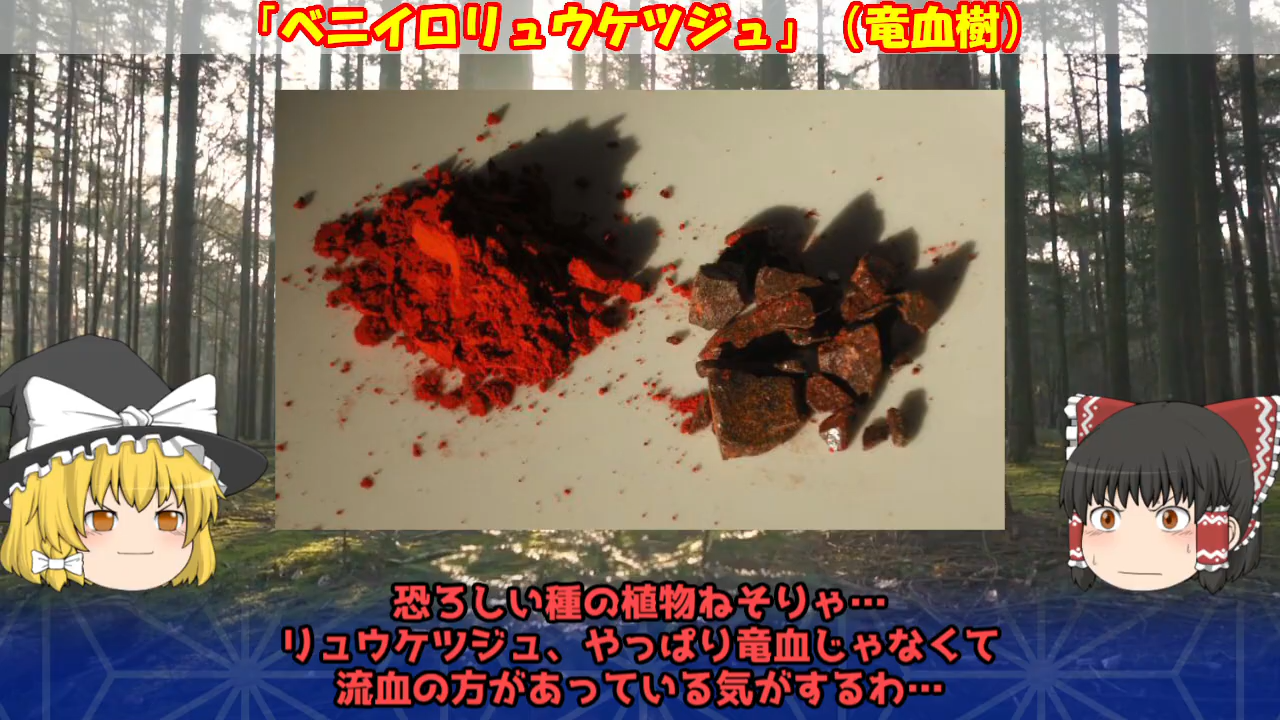 「ベニイロリュウケツジュ」（竜血樹）
恐ろしい種の植物ねそりゃ…
リュウケツジュ、やっぱり竜血じゃなくて
流血の方があっている気がするわ…